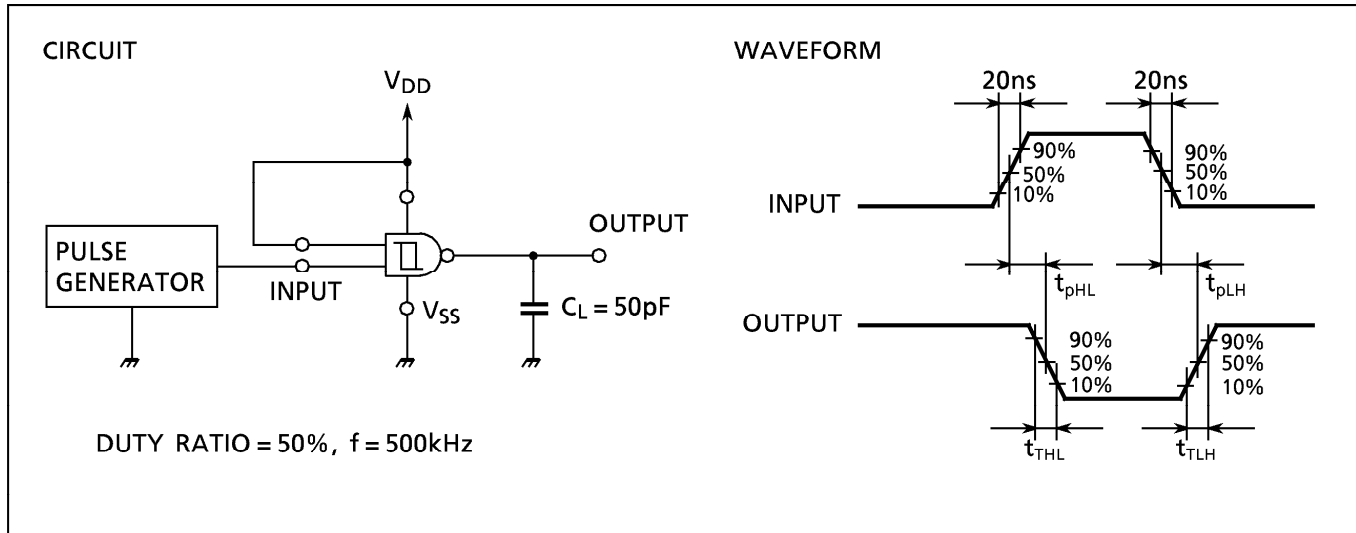 CIRCUIT
V_DD
PULSE
GENERATOR
INPUT
V_SS
OUTPUT
C_L = 50pF
DUTY RATIO = 50%, f = 500kHz
WAVEFORM
20ns 20ns
INPUT
90%
50%
10%
90%
50%
10%
t_pHL t_pLH
OUTPUT
90%
50%
10%
90%
50%
10%
t_THL t_TLH